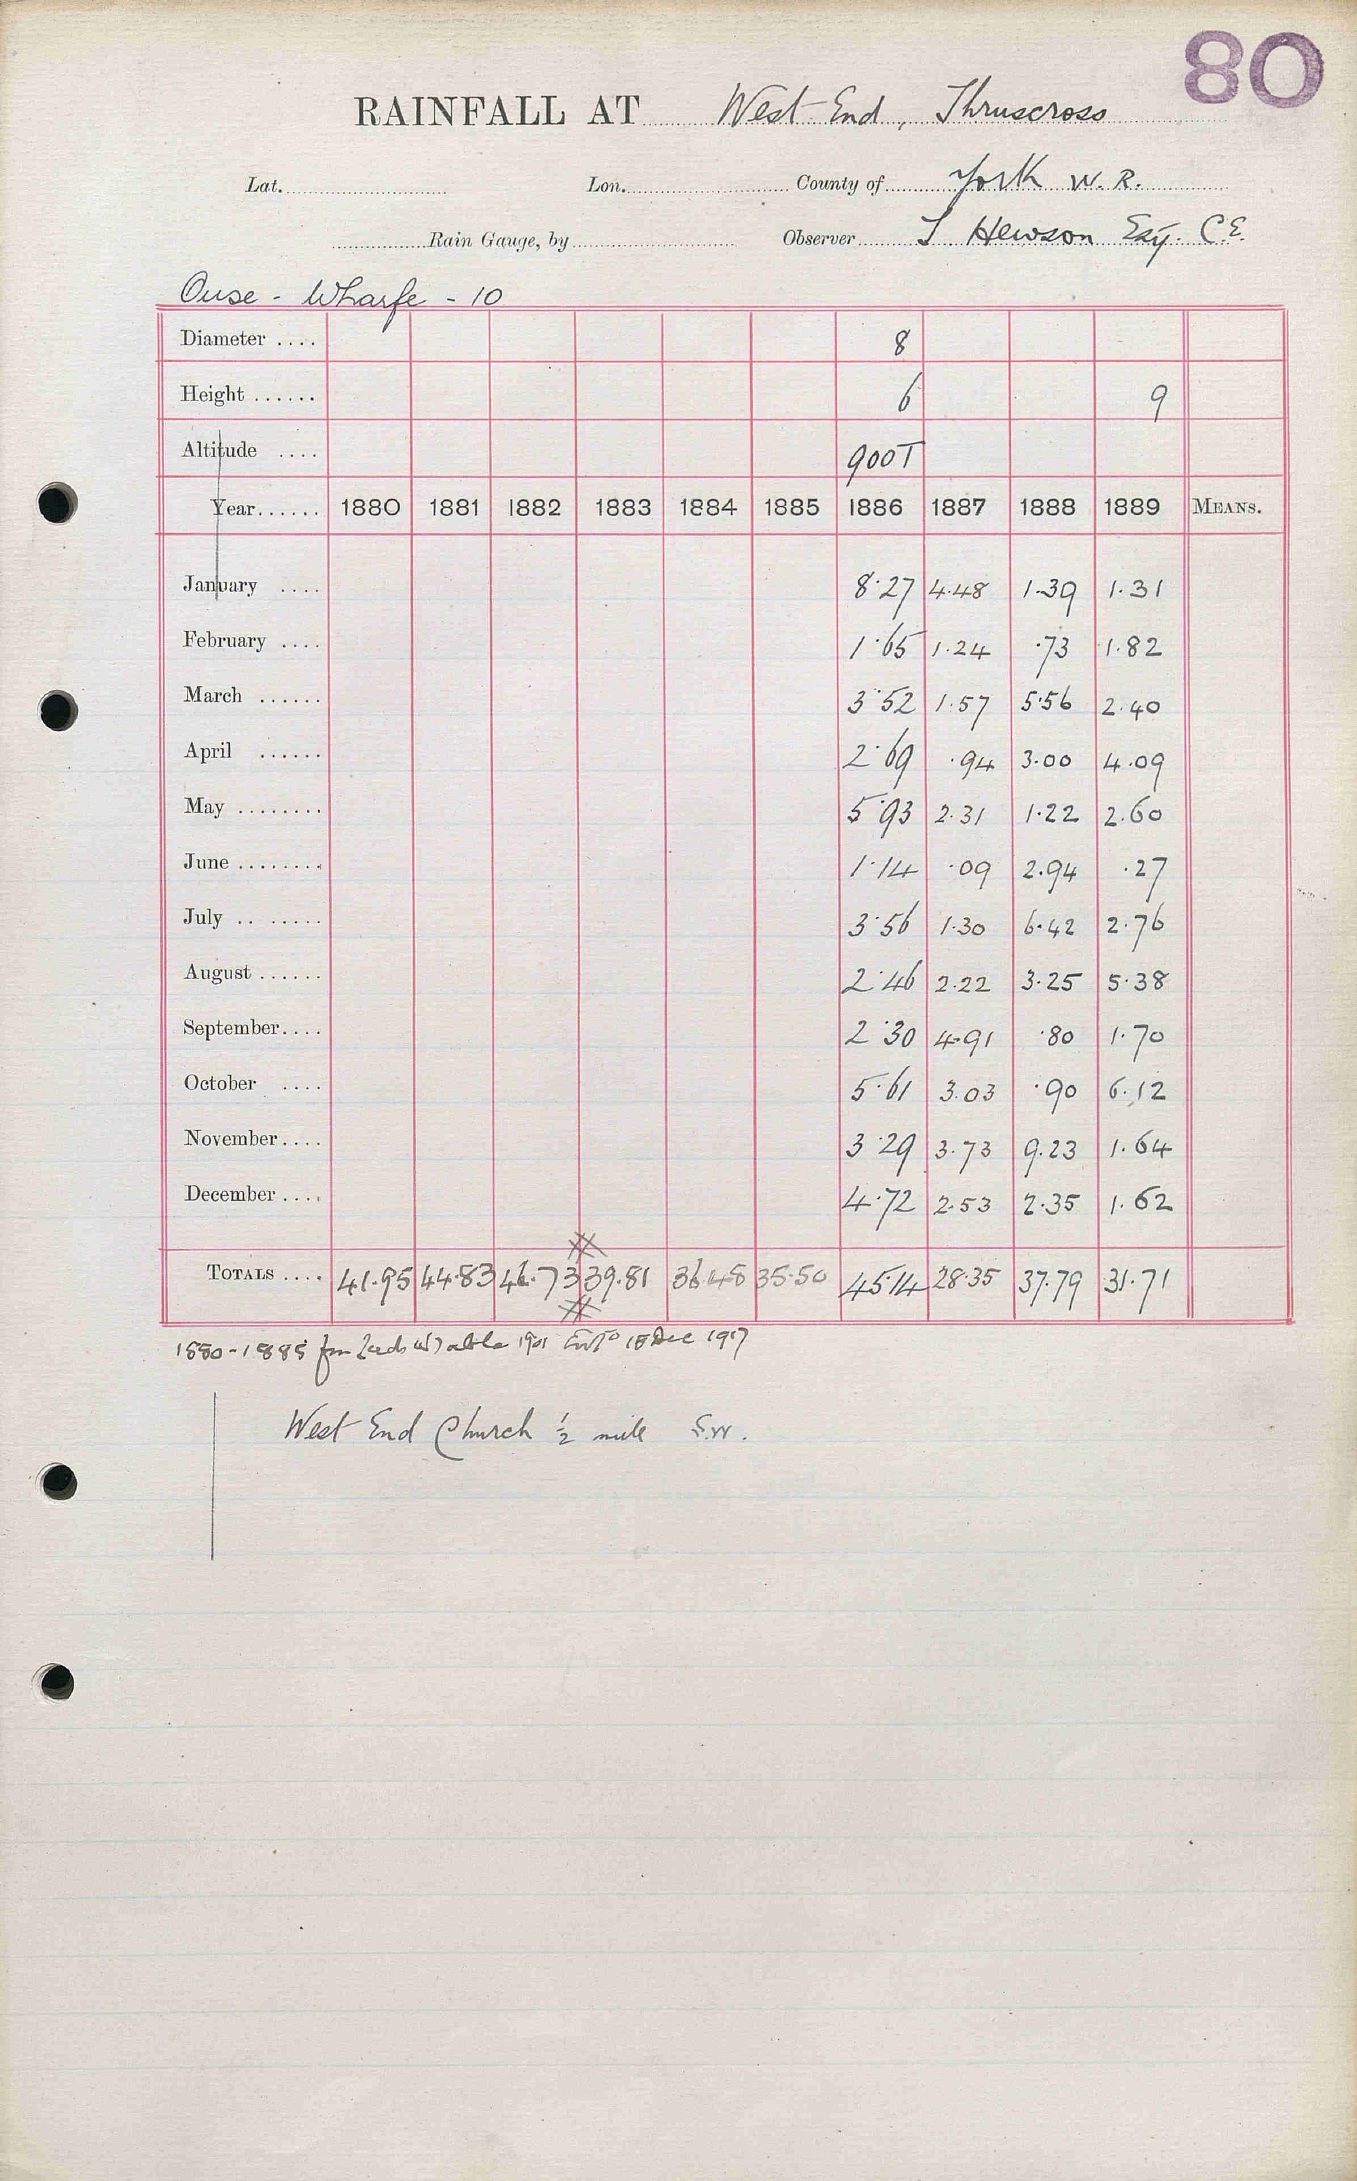 80
RAINFALL AT West End, Thruscross
Lat. Lon. County of York W.R.
Rain Gauge, by Observer T Hewson Esq. C.E.
Ouse - Wharfe - 10
Diameter .... 8
Height ...... 6 9
Altitude .... 900T
Year...... 1880 1881 1882 1883 1884 1885 1886 1887 1888 1889 MEANS.
January .... 8.27 4.48 1.39 1.31
February .... 1.65 1.24 .73 1.82
March ...... 3.52 1.57 5.56 2.40
April ...... 2.69 .94 3.00 4.09
May ........ 5.93 2.31 1.22 2.60
June ........ 1.14 .09 2.94 .27
July .. ..... 3.56 1.30 6.42 2.76
August ...... 2.46 2.22 3.25 5.38
September.... 2.30 4.91 .80 1.70
October .... 5.61 3.03 .90 6.12
November.... 3.29 3.73 9.23 1.64
December .... 4.72 2.53 2.35 1.62
TOTALS .... 41.95 44.83 46.73 39.81 36.48 35.50 45.14 28.35 37.79 31.71
1880-1885 from Leeds 1901 18 Dec 1917
West End Church ½ mile S.W.